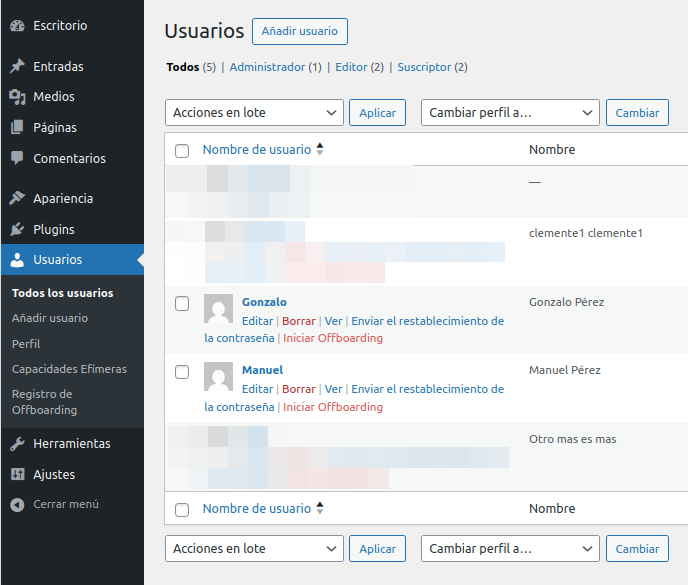 Escritorio
Entradas
Medios
Páginas
Comentarios
Apariencia
Plugins
Usuarios
Todos los usuarios
Añadir usuario
Perfil
Capacidades Efímeras
Registro de
Offboarding
Herramientas
Ajustes
Cerrar menú
Usuarios Añadir usuario
Todos (5) | Administrador (1) | Editor (2) | Suscriptor (2)
Acciones en lote Aplicar Cambiar perfil a... Cambiar
Nombre de usuario Nombre
—
clemente1 clemente1
Gonzalo Gonzalo Pérez
Editar | Borrar | Ver | Enviar el restablecimiento de
la contraseña | Iniciar Offboarding
Manuel Manuel Pérez
Editar | Borrar | Ver | Enviar el restablecimiento de
la contraseña | Iniciar Offboarding
Otro mas es mas
Nombre de usuario Nombre
Acciones en lote Aplicar Cambiar perfil a... Cambiar